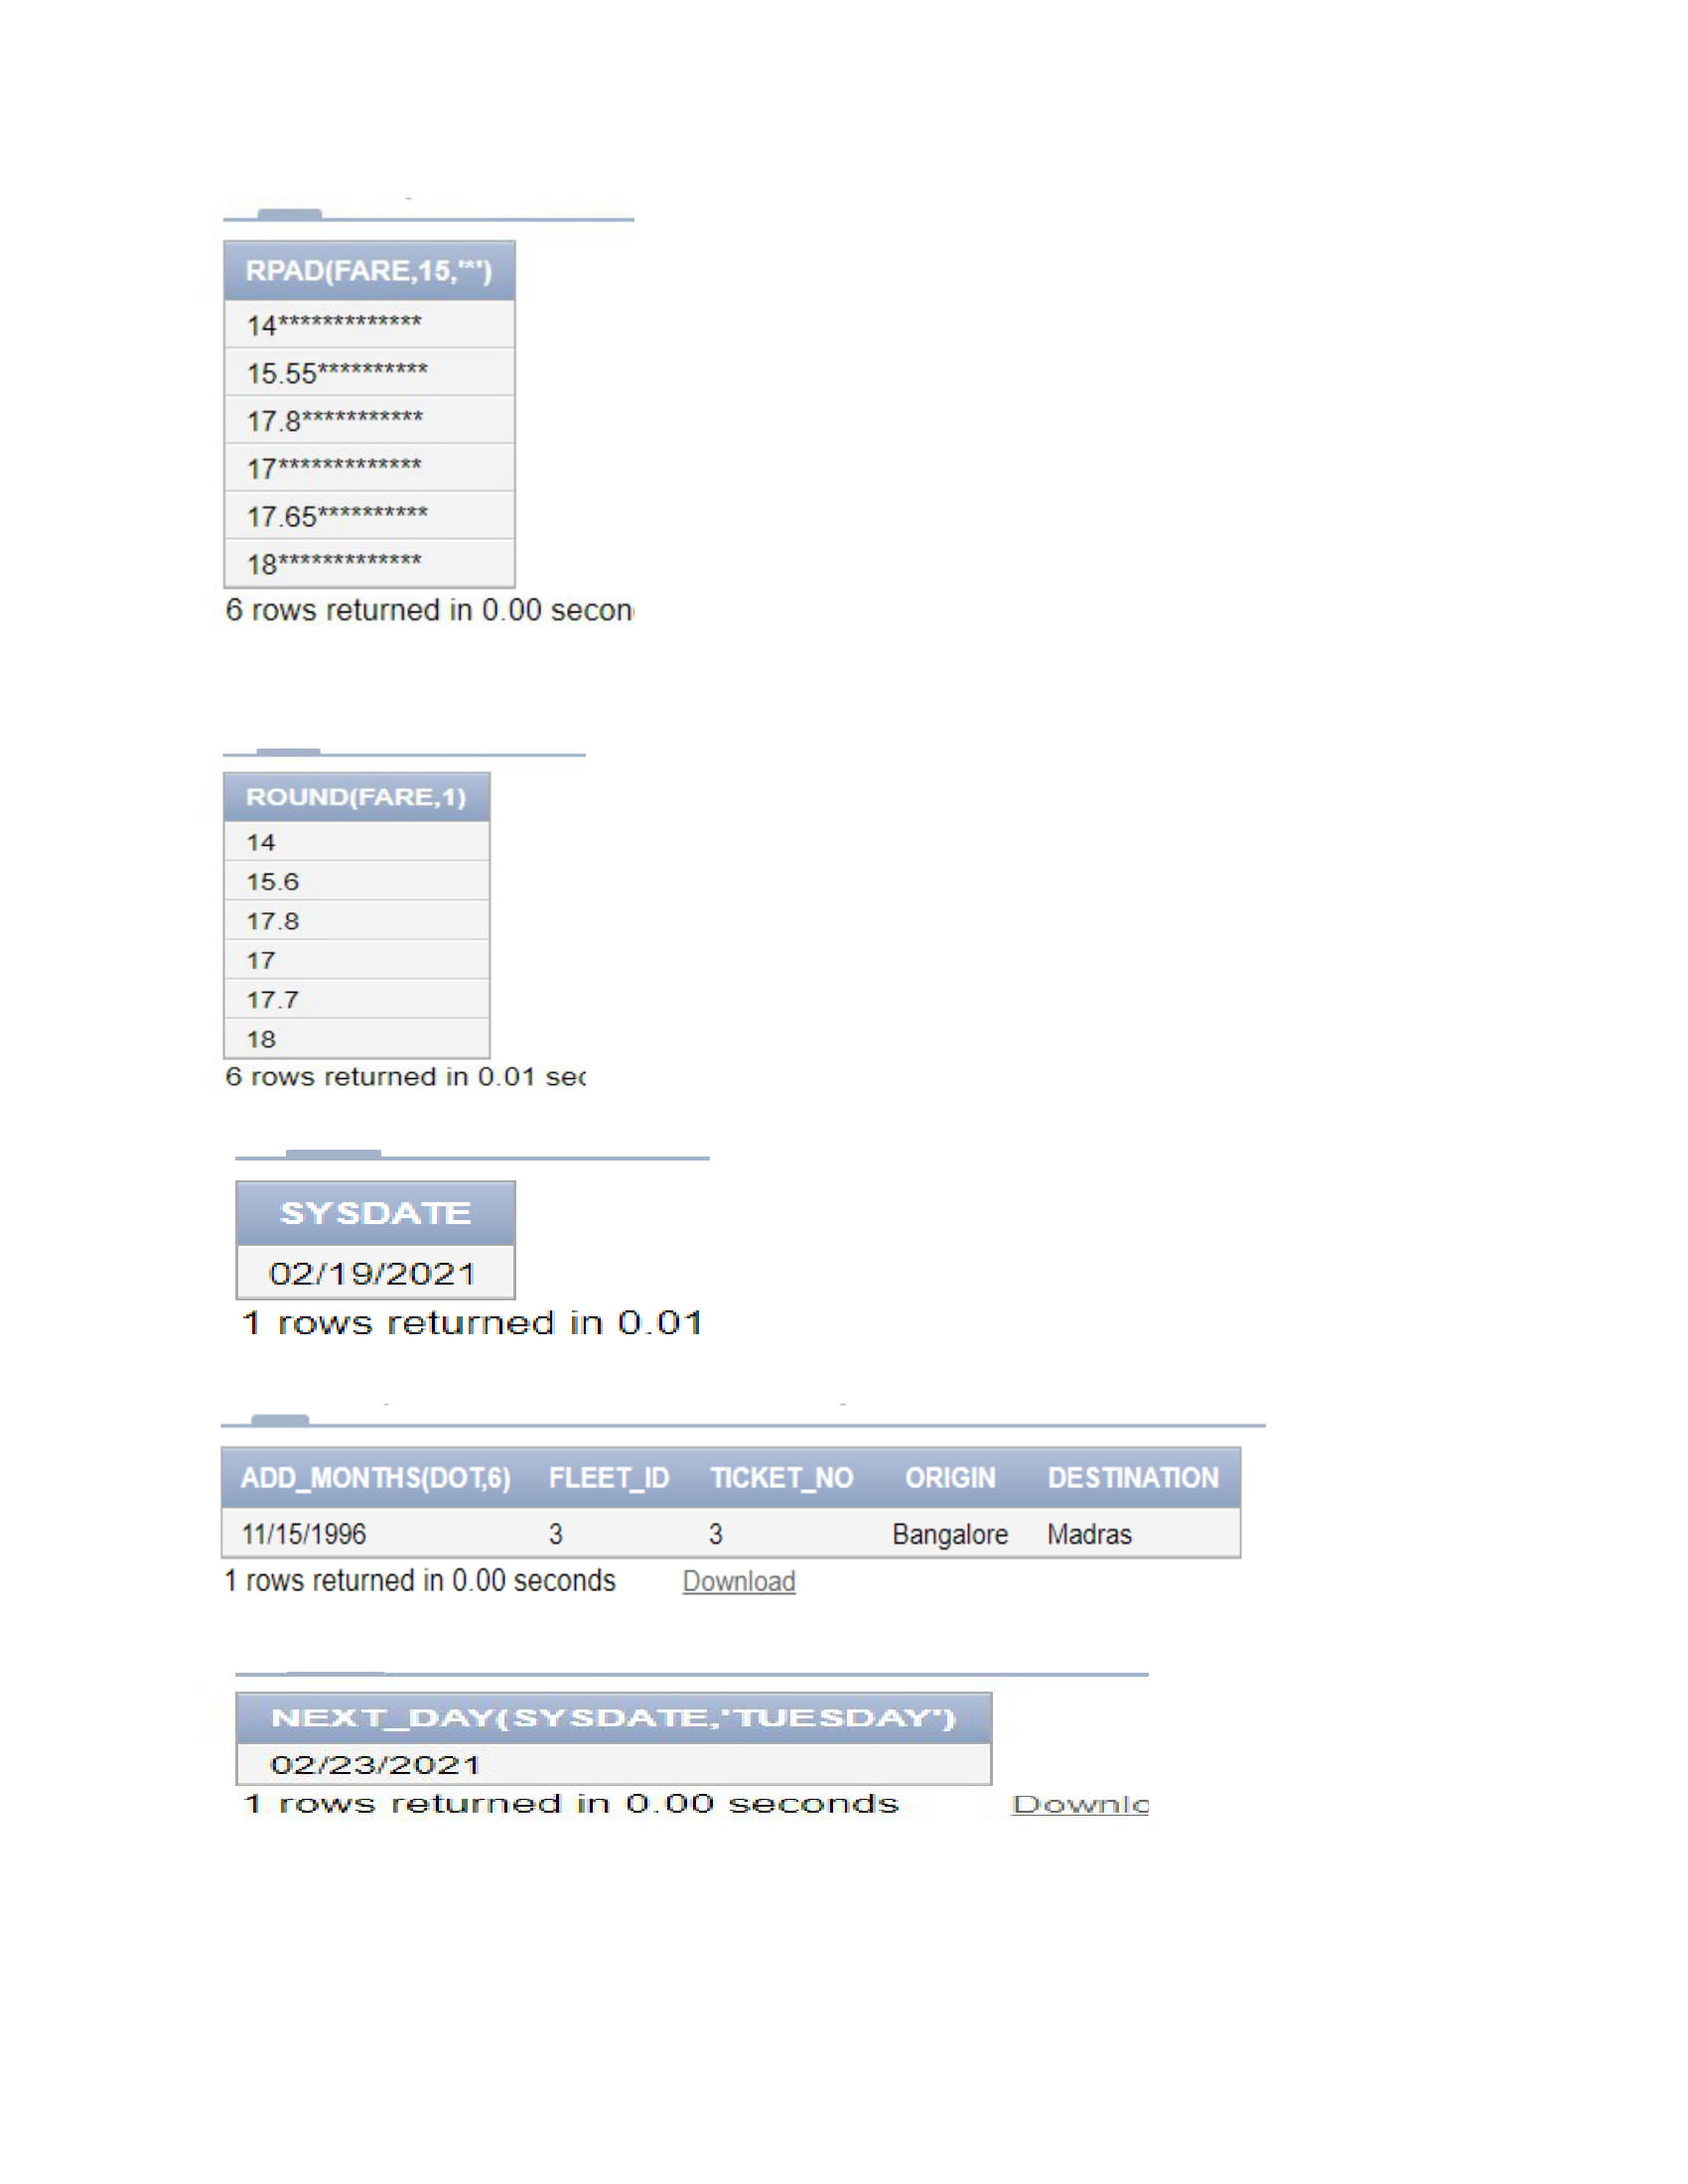 RPAD(FARE,15,'*')
14*************
15.55**********
17.8***********
17*************
17.65**********
18*************
6 rows returned in 0.00 secon
ROUND(FARE,1)
14
15.6
17.8
17
17.7
18
6 rows returned in 0.01 sec
SYSDATE
02/19/2021
1 rows returned in 0.01
ADD_MONTHS(DOT,6) FLEET_ID TICKET_NO ORIGIN DESTINATION
11/15/1996 3 3 Bangalore Madras
1 rows returned in 0.00 seconds Download
NEXT_DAY(SYSDATE,'TUESDAY')
02/23/2021
1 rows returned in 0.00 seconds Downlo